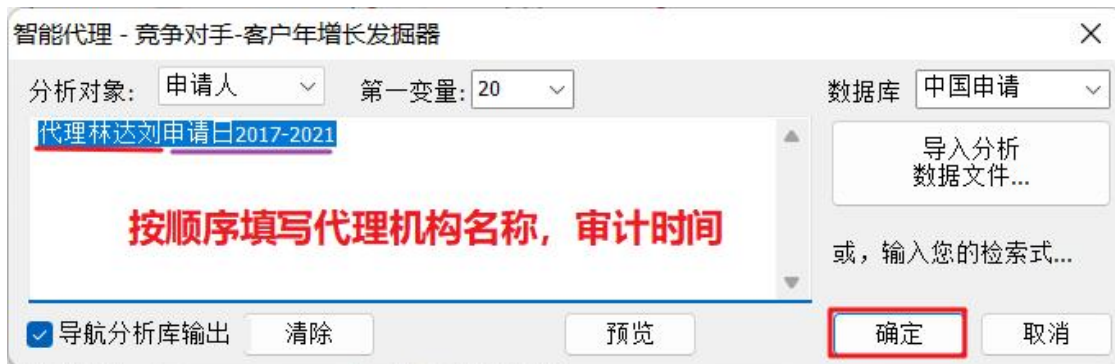 智能代理 - 竞争对手-客户年增长发掘器
分析对象: 申请人 第一变量: 20 数据库 中国申请
代理林达刘申请日2017-2021
导入分析
数据文件...
按顺序填写代理机构名称，审计时间
或，输入您的检索式...
导航分析库输出 清除 预览 确定 取消